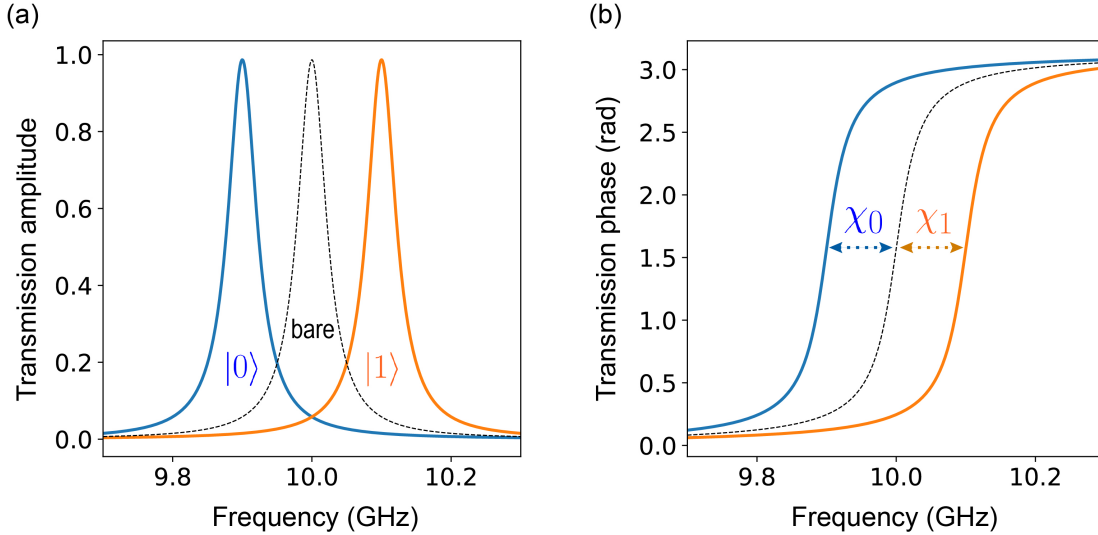 (a)
Transmission amplitude
1.0
0.8
0.6
0.4
0.2
0.0
bare
|0⟩
|1⟩
9.8
10.0
10.2
Frequency (GHz)
(b)
Transmission phase (rad)
3.0
2.5
2.0
1.5
1.0
0.5
0.0
χ0
χ1
9.8
10.0
10.2
Frequency (GHz)